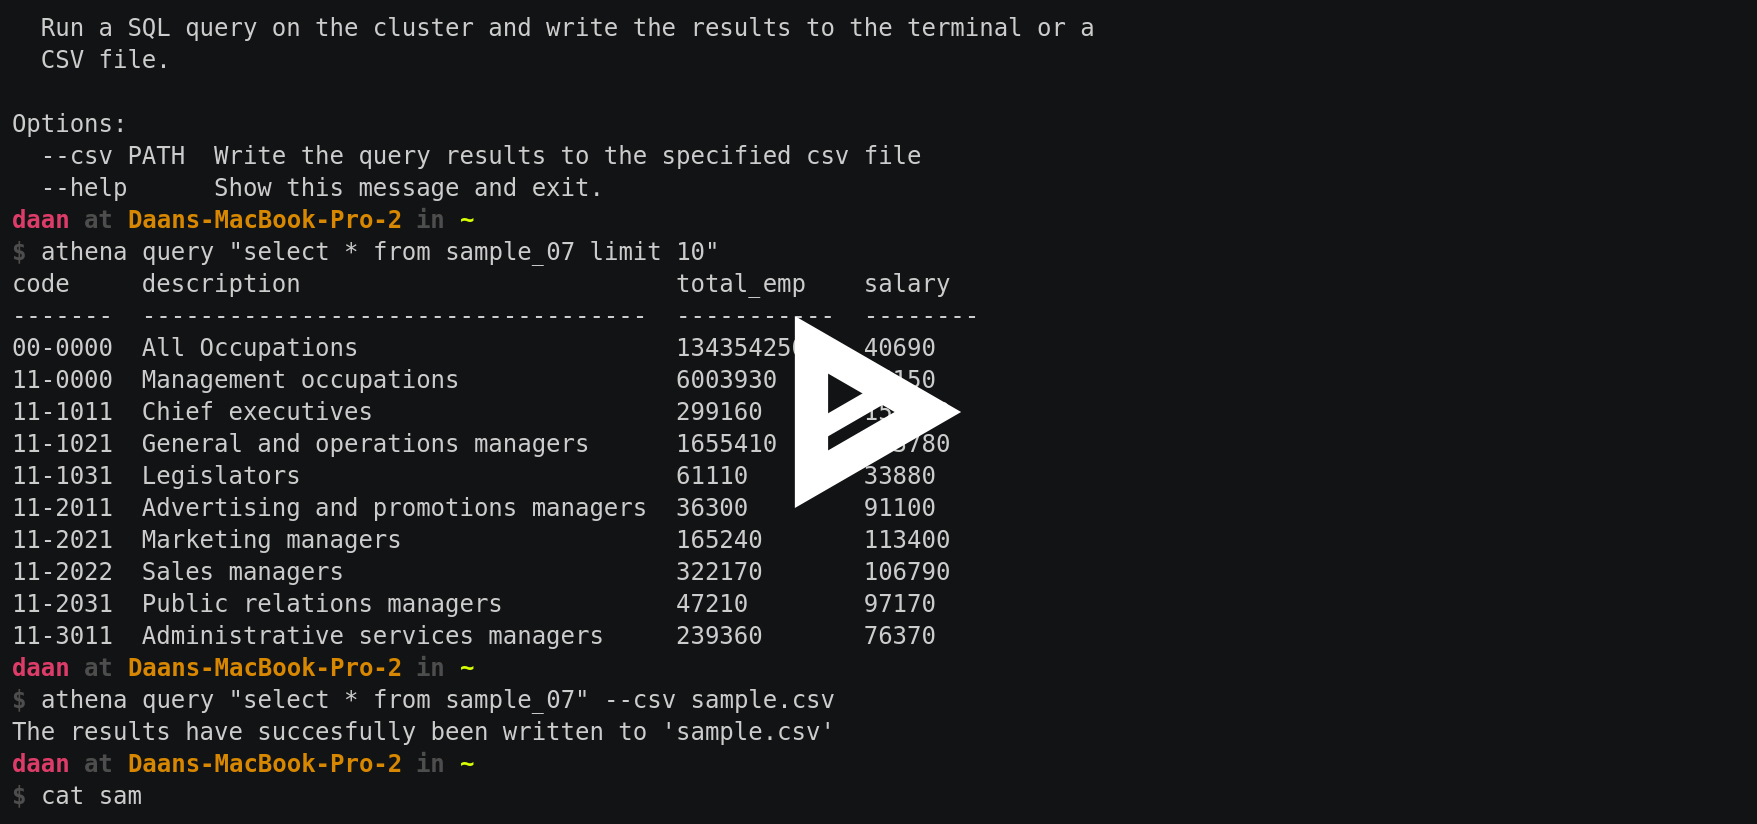 Run a SQL query on the cluster and write the results to the terminal or a
CSV file.
Options:
--csv PATH  Write the query results to the specified csv file
--help      Show this message and exit.
daan at Daans-MacBook-Pro-2 in ~
$ athena query "select * from sample_07 limit 10"
code     description                          total_emp    salary
-------  -----------------------------------  -----------  --------
00-0000  All Occupations                      40690
11-0000  Management occupations               6003930
11-1011  Chief executives                     299160
11-1021  General and operations managers      1655410
11-1031  Legislators                          61110        33880
11-2011  Advertising and promotions managers  36300        91100
11-2021  Marketing managers                   165240       113400
11-2022  Sales managers                       322170       106790
11-2031  Public relations managers            47210        97170
11-3011  Administrative services managers     239360       76370
daan at Daans-MacBook-Pro-2 in ~
$ athena query "select * from sample_07" --csv sample.csv
The results have succesfully been written to 'sample.csv'
daan at Daans-MacBook-Pro-2 in ~
$ cat sam